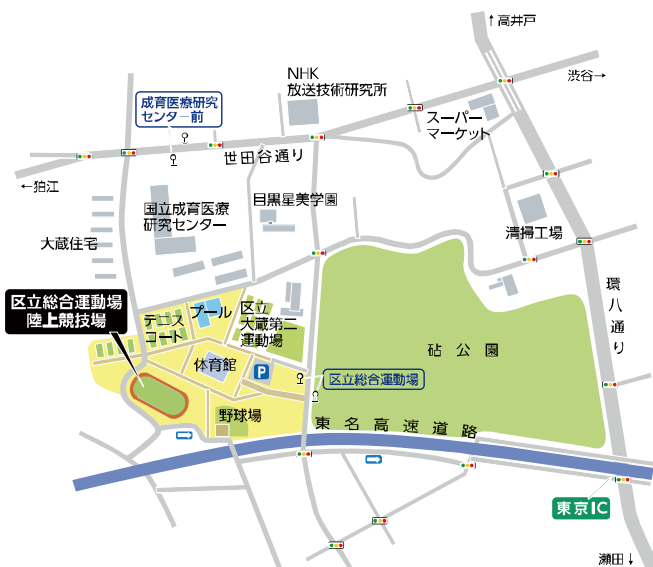 ↑高井戸
渋谷→
NHK
放送技術研究所
成育医療研究
センター前
スーパー
マーケット
世田谷通り
←狛江
国立成育医療
研究センター
目黒星美学園
大蔵住宅
清掃工場
環八通り
区立総合運動場
陸上競技場
プール
テニス
コート
区立
大蔵第二
運動場
砧公園
体育館
P
区立総合運動場
野球場
東名高速道路
東京IC
瀬田↓